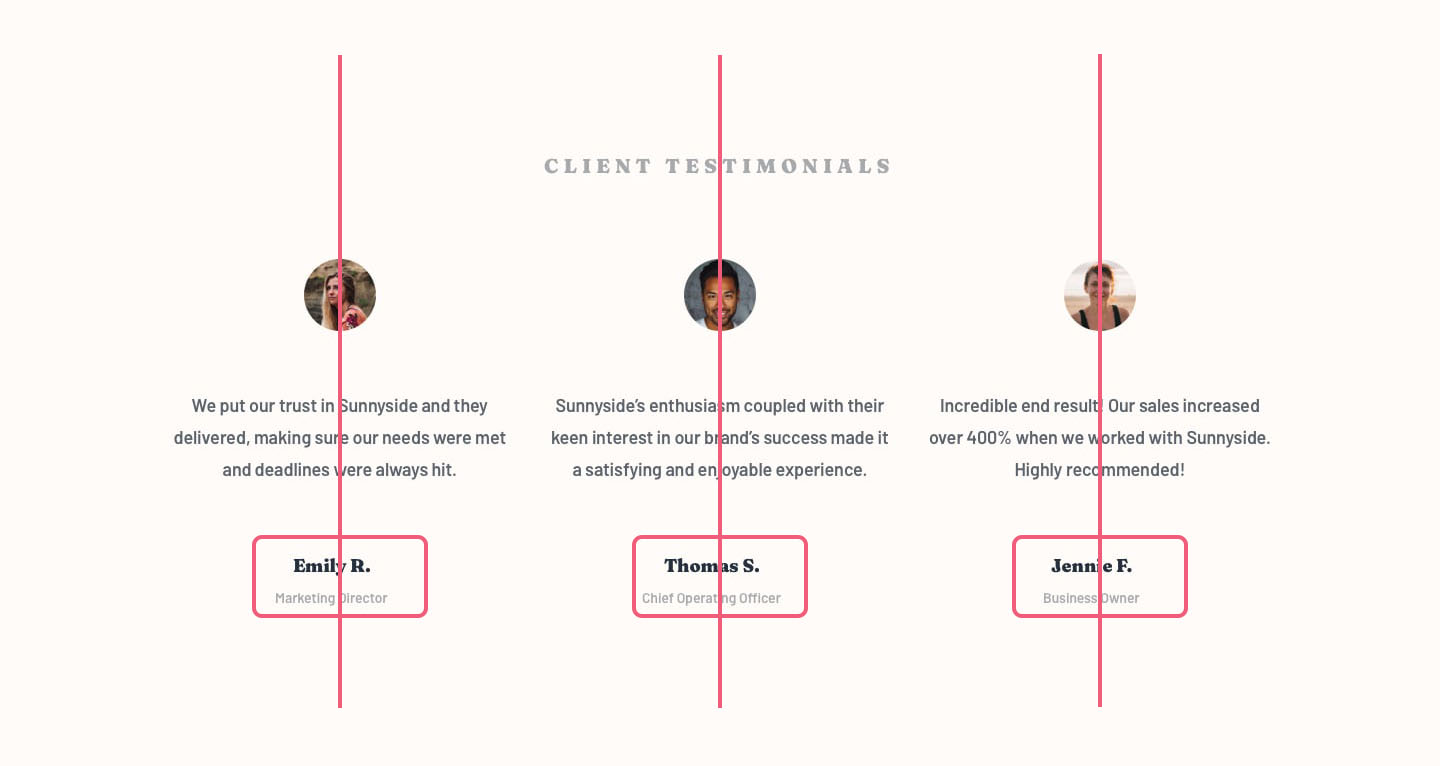 CLIENT TESTIMONIALS
We put our trust in Sunnyside and they
delivered, making sure our needs were met
and deadlines were always hit.
Emily R.
Marketing Director
Sunnyside’s enthusiasm coupled with their
keen interest in our brand’s success made it
a satisfying and enjoyable experience.
Thomas S.
Chief Operating Officer
Incredible end result! Our sales increased
over 400% when we worked with Sunnyside.
Highly recommended!
Jennie F.
Business Owner